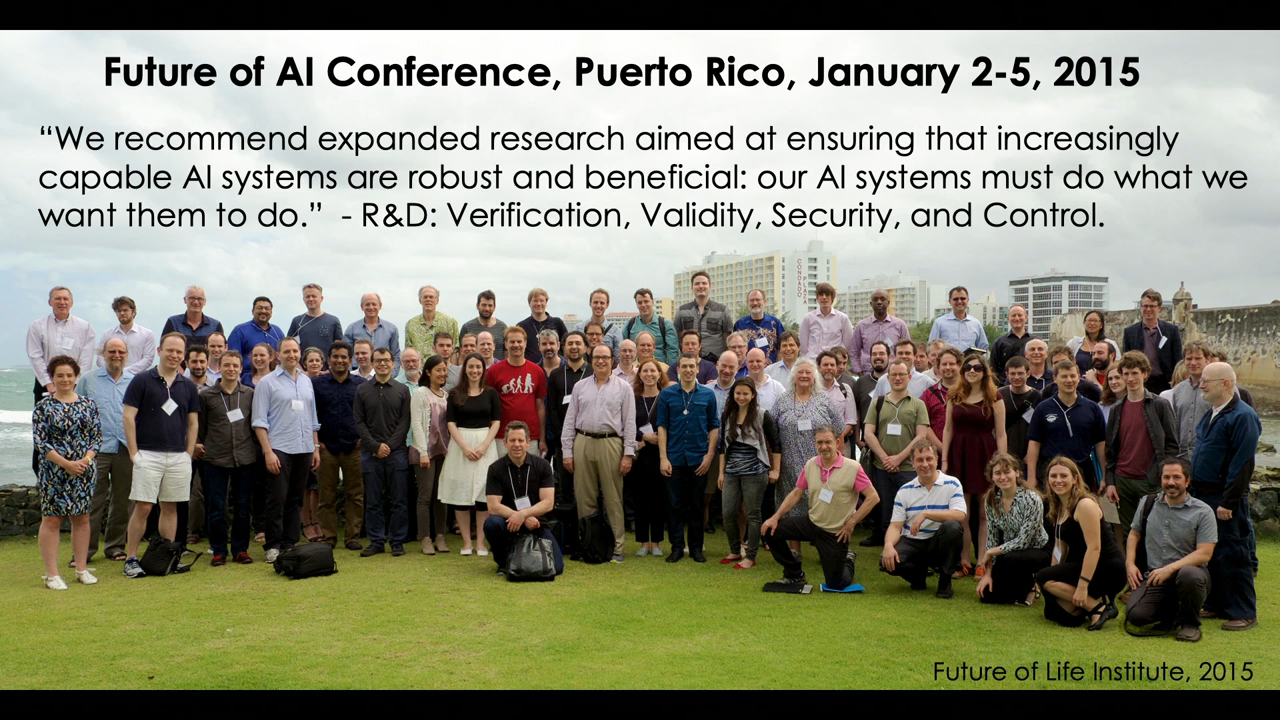 Future of AI Conference, Puerto Rico, January 2-5, 2015
“We recommend expanded research aimed at ensuring that increasingly
capable AI systems are robust and beneficial: our AI systems must do what we
want them to do.”  - R&D: Verification, Validity, Security, and Control.
CONDADO PLAZA
Future of Life Institute, 2015